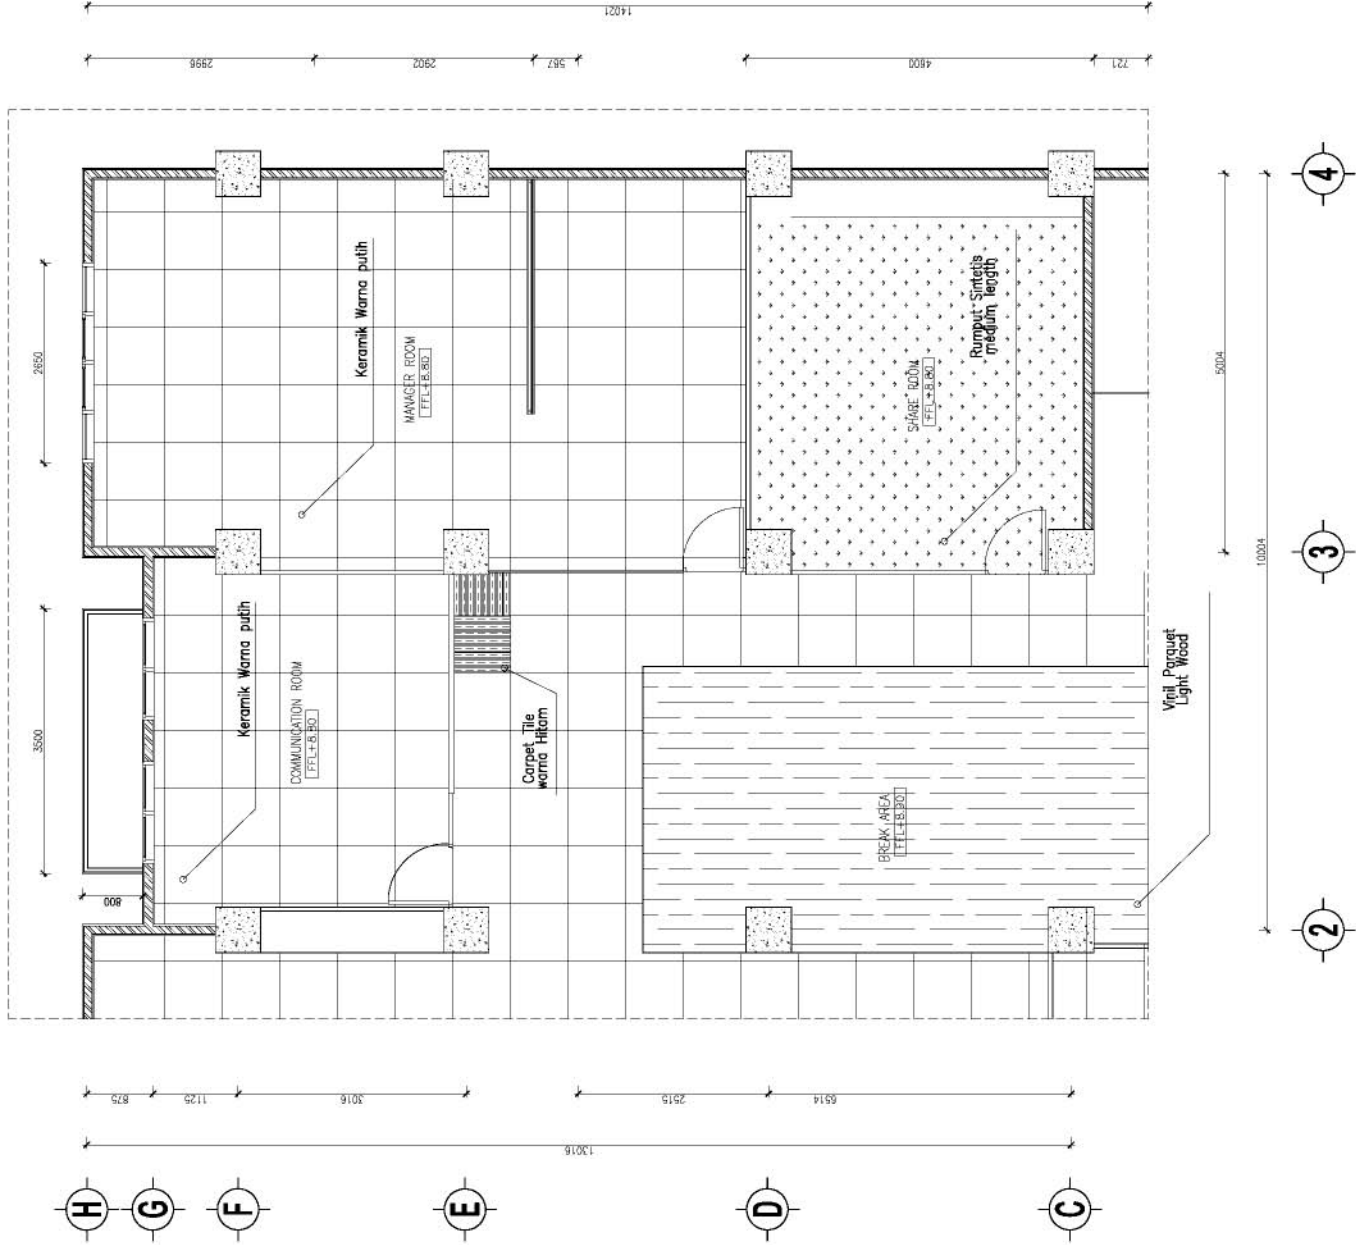 14021
2996
2902
587
4600
721
2650
3500
800
5004
10004
4
3
2
Keramik Warna putih
MANAGER ROOM
FFL+8.80
Keramik Warna putih
COMMUNICATION ROOM
FFL+8.80
Carpet Tile
warna Hitam
SHARE ROOM
FFL+8.80
Rumput Sintetis
medium length
BREAK AREA
FFL+8.90
Vinil Parquet
Light Wood
875
1125
3016
2515
6514
13016
H
G
F
E
D
C